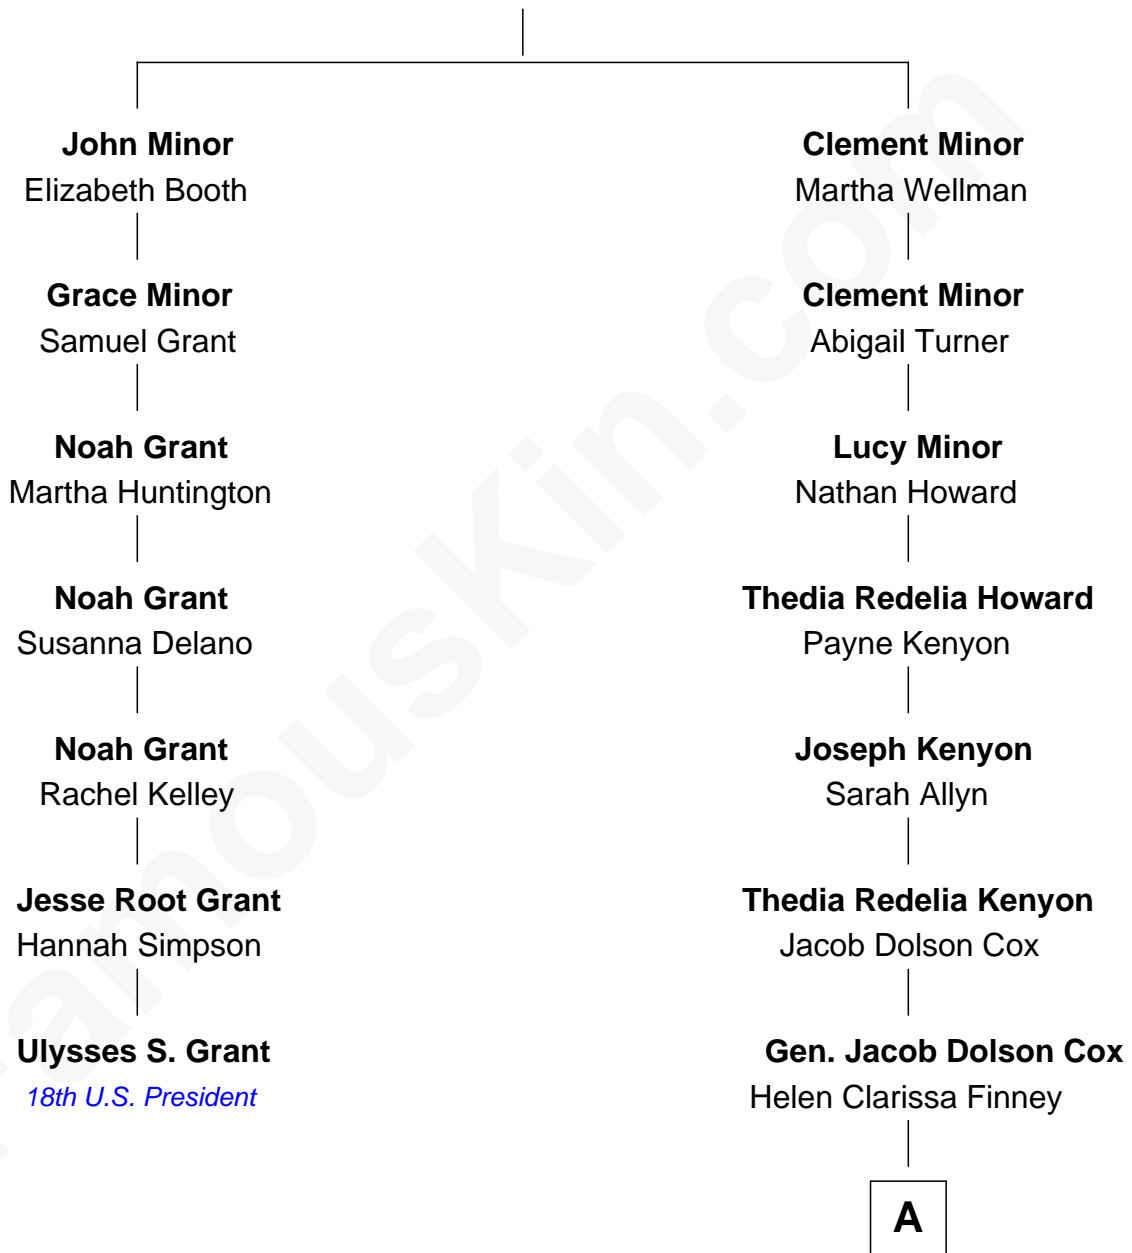 John Minor
Elizabeth Booth
Grace Minor
Samuel Grant
Noah Grant
Martha Huntington
Noah Grant
Susanna Delano
Noah Grant
Rachel Kelley
Jesse Root Grant
Hannah Simpson
Ulysses S. Grant
18th U.S. President
Clement Minor
Martha Wellman
Clement Minor
Abigail Turner
Lucy Minor
Nathan Howard
Thedia Redelia Howard
Payne Kenyon
Joseph Kenyon
Sarah Allyn
Thedia Redelia Kenyon
Jacob Dolson Cox
Gen. Jacob Dolson Cox
Helen Clarissa Finney
A
FamousKin.com